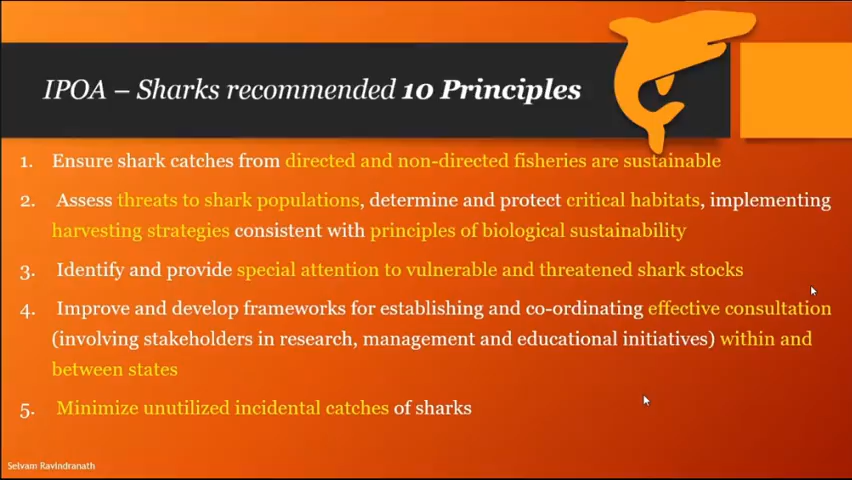 IPOA – Sharks recommended 10 Principles
1. Ensure shark catches from directed and non-directed fisheries are sustainable
2. Assess threats to shark populations, determine and protect critical habitats, implementing
harvesting strategies consistent with principles of biological sustainability
3. Identify and provide special attention to vulnerable and threatened shark stocks
4. Improve and develop frameworks for establishing and co-ordinating effective consultation
(involving stakeholders in research, management and educational initiatives) within and
between states
5. Minimize unutilized incidental catches of sharks
Selvam Ravindranath